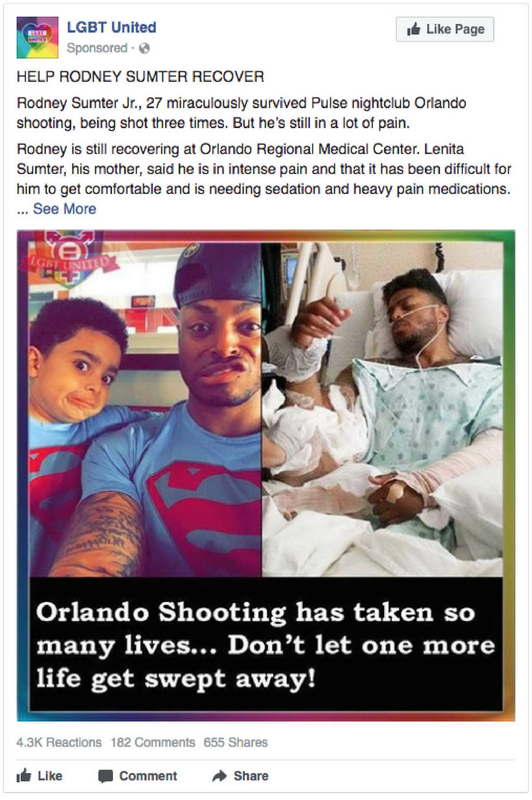 LGBT United
Like Page
Sponsored ·
HELP RODNEY SUMTER RECOVER
Rodney Sumter Jr., 27 miraculously survived Pulse nightclub Orlando
shooting, being shot three times. But he's still in a lot of pain.
Rodney is still recovering at Orlando Regional Medical Center. Lenita
Sumter, his mother, said he is in intense pain and that it has been difficult for
him to get comfortable and is needing sedation and heavy pain medications.
... See More
LGBT UNITED
Orlando Shooting has taken so
many lives... Don't let one more
life get swept away!
4.3K Reactions 182 Comments 655 Shares
Like Comment Share